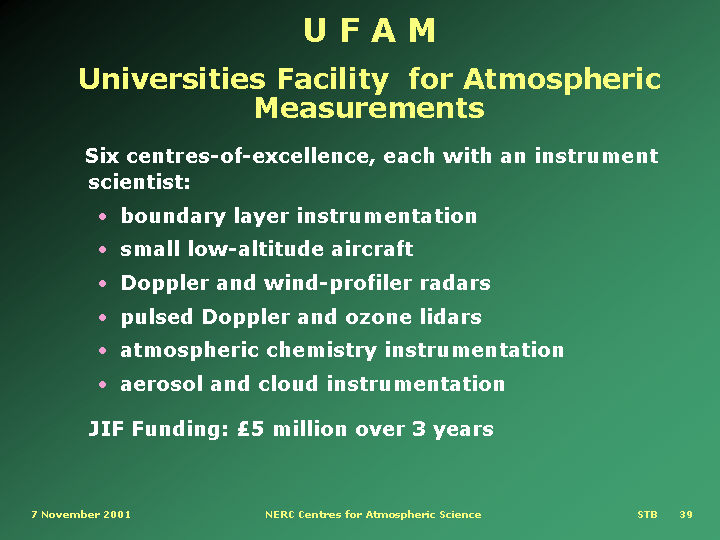 U F A M
Universities Facility for Atmospheric
Measurements
Six centres-of-excellence, each with an instrument
scientist:
• boundary layer instrumentation
• small low-altitude aircraft
• Doppler and wind-profiler radars
• pulsed Doppler and ozone lidars
• atmospheric chemistry instrumentation
• aerosol and cloud instrumentation
JIF Funding: £5 million over 3 years
7 November 2001 NERC Centres for Atmospheric Science STB 39